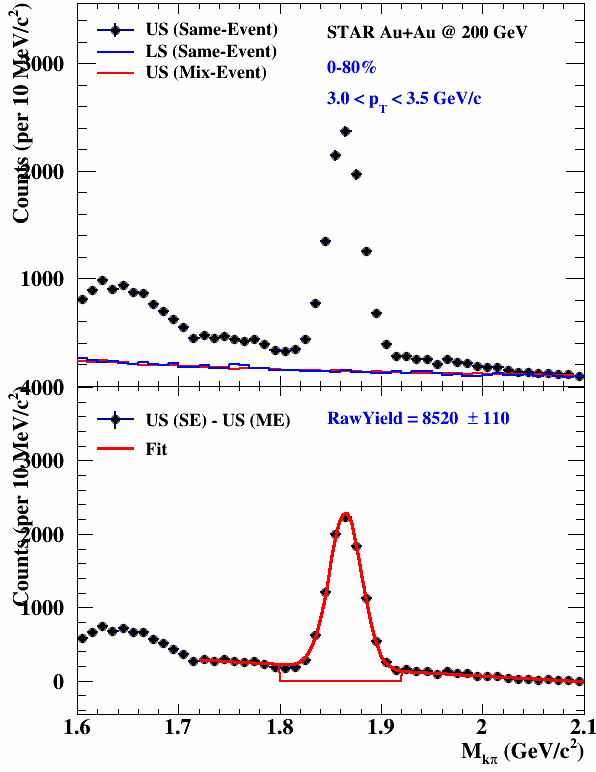 US (Same-Event)
LS (Same-Event)
US (Mix-Event)
STAR Au+Au @ 200 GeV
0-80%
3.0 < p_T < 3.5 GeV/c
Counts (per 10 MeV/c²)
3000
2000
1000
4000
US (SE) - US (ME)
Fit
RawYield = 8520 ± 110
Counts (per 10 MeV/c²)
3000
2000
1000
0
1.6 1.7 1.8 1.9 2 2.1
M_kπ (GeV/c²)